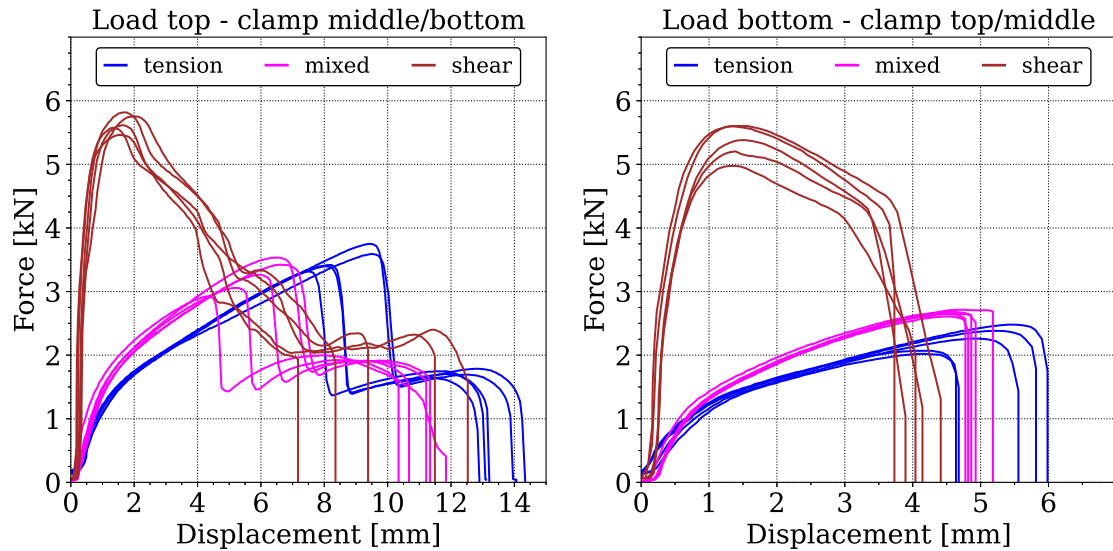 Load top - clamp middle/bottom
tension mixed shear
Force [kN]
6
5
4
3
2
1
0
0 2 4 6 8 10 12 14
Displacement [mm]
Load bottom - clamp top/middle
tension mixed shear
Force [kN]
6
5
4
3
2
1
0
0 1 2 3 4 5 6
Displacement [mm]